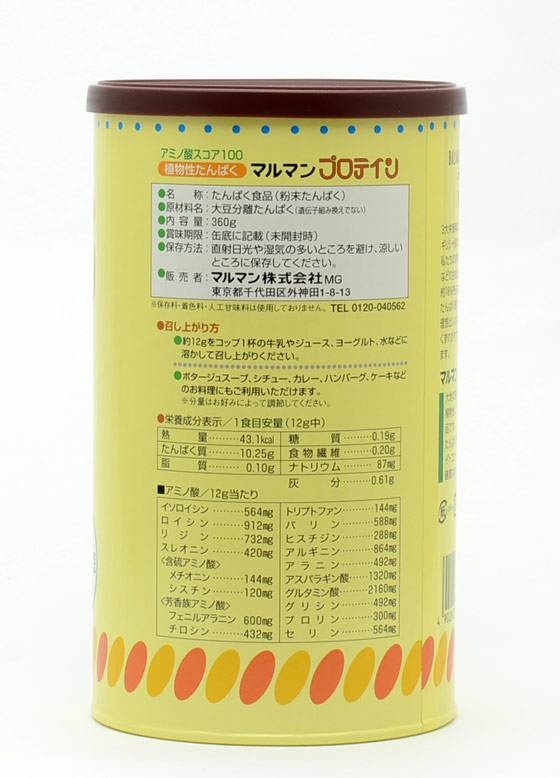 アミノ酸スコア100
植物性たんぱく マルマンプロテイン
●名　　称:たんぱく食品(粉末たんぱく)
●原材料名:大豆分離たんぱく(遺伝子組み換えでない)
●内 容 量:360g
●賞味期限:缶底に記載(未開封時)
●保存方法:直射日光や湿気の多いところを避け、涼しい
ところに保存してください。
●販 売 者:マルマン株式会社MG
東京都千代田区外神田1-8-13
※保存料・着色料・人工甘味料は使用しておりません。 TEL 0120-040562
●召し上がり方
●約12gをコップ1杯の牛乳やジュース、ヨーグルト、水などに
溶かして召し上がりください。
●ポタージュスープ、シチュー、カレー、ハンバーグ、ケーキなど
のお料理にもご利用いただけます。
※分量はお好みによって調節してください。
●栄養成分表示/1食目安量(12g中)
熱　　量 43.1kcal
たんぱく質 10.25g
脂　　質 0.10g
糖　　質 0.19g
食物繊維 0.20g
ナトリウム 87mg
灰　　分 0.61g
■アミノ酸/12g当たり
イソロイシン 564mg
ロイシン 912mg
リジン 732mg
スレオニン 420mg
〈含硫アミノ酸〉
メチオニン 144mg
シスチン 120mg
〈芳香族アミノ酸〉
フェニルアラニン 600mg
チロシン 432mg
トリプトファン 144mg
バリン 588mg
ヒスチジン 288mg
アルギニン 864mg
アラニン 492mg
アスパラギン酸 1320mg
グルタミン酸 2160mg
グリシン 492mg
プロリン 300mg
セリン 564mg